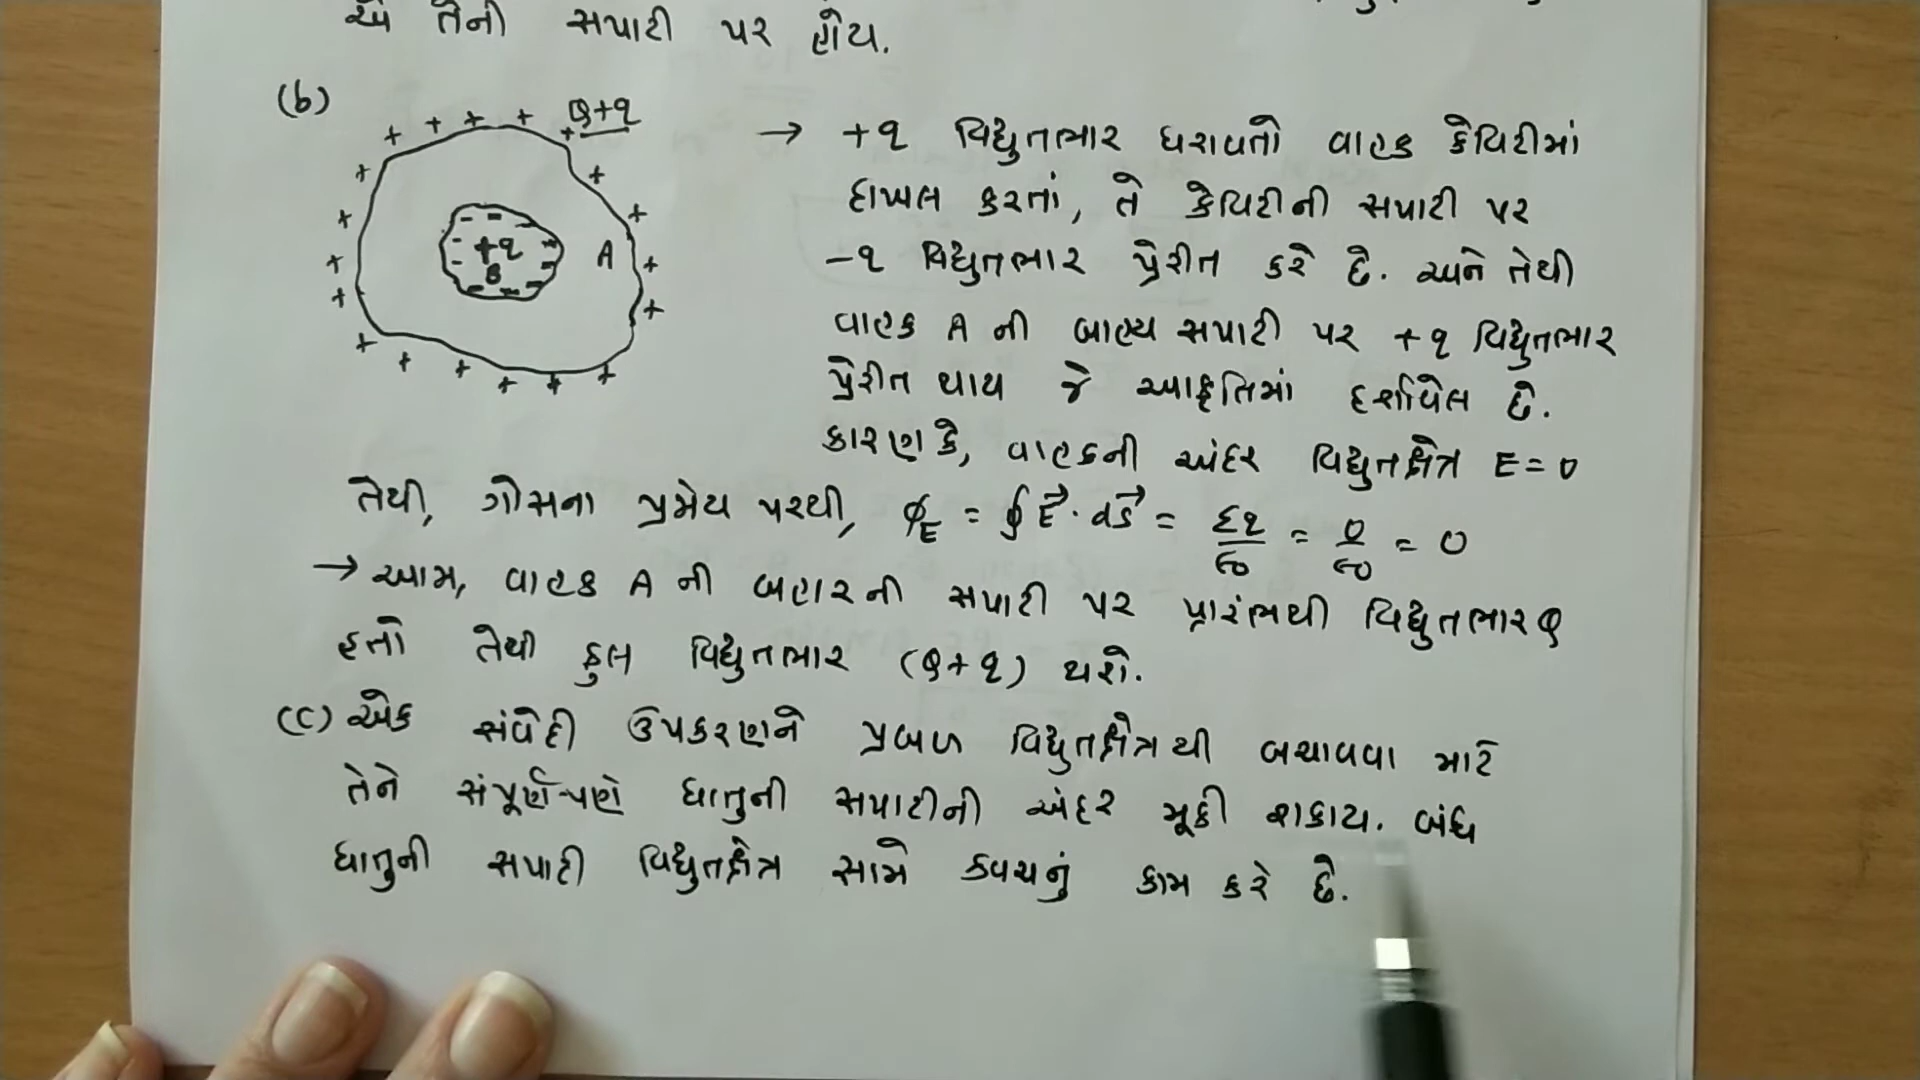 એ તેની સપાટી પર હોય.
(b)
+ + + + + Q+q
→ +q વિદ્યુતભાર ધરાવતો વાહક કેવિટીમાં
દાખલ કરતાં, તે કેવિટીની સપાટી પર
-q વિદ્યુતભાર પ્રેરીત કરે છે. અને તેથી
+q
B
A
વાહક A ની બાહ્ય સપાટી પર +q વિદ્યુતભાર
પ્રેરીત થાય જે આકૃતિમાં દર્શાવેલ છે.
કારણ કે, વાહકની અંદર વિદ્યુતક્ષેત્ર E = 0
તેથી, ગૌસના પ્રમેય પરથી, ϕE = ∮ E⃗ · ds⃗ = Σq/ε0 = 0/ε0 = 0
→ આમ, વાહક A ની બહારની સપાટી પર પ્રારંભથી વિદ્યુતભાર Q
હતો તેથી કુલ વિદ્યુતભાર (Q+q) થશે.
(c) એક સંવેદી ઉપકરણને પ્રબળ વિદ્યુતક્ષેત્રથી બચાવવા માટે
તેને સંપૂર્ણપણે ધાતુની સપાટીની અંદર મૂકી શકાય. બંધ
ધાતુની સપાટી વિદ્યુતક્ષેત્ર સામે કવચનું કામ કરે છે.